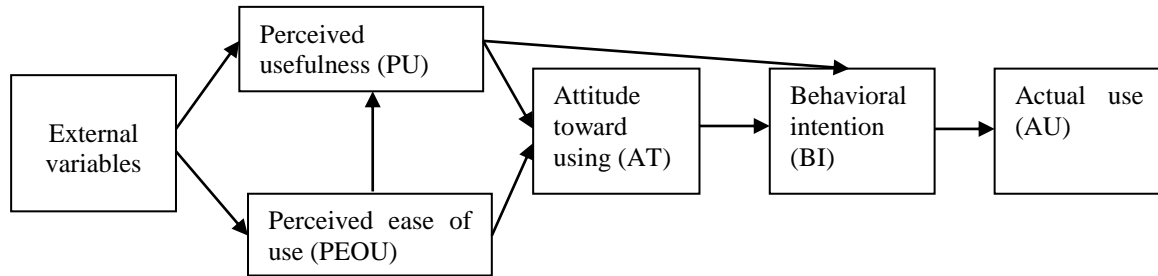 External
variables
Perceived
usefulness (PU)
Perceived ease of
use (PEOU)
Attitude
toward
using (AT)
Behavioral
intention
(BI)
Actual use
(AU)